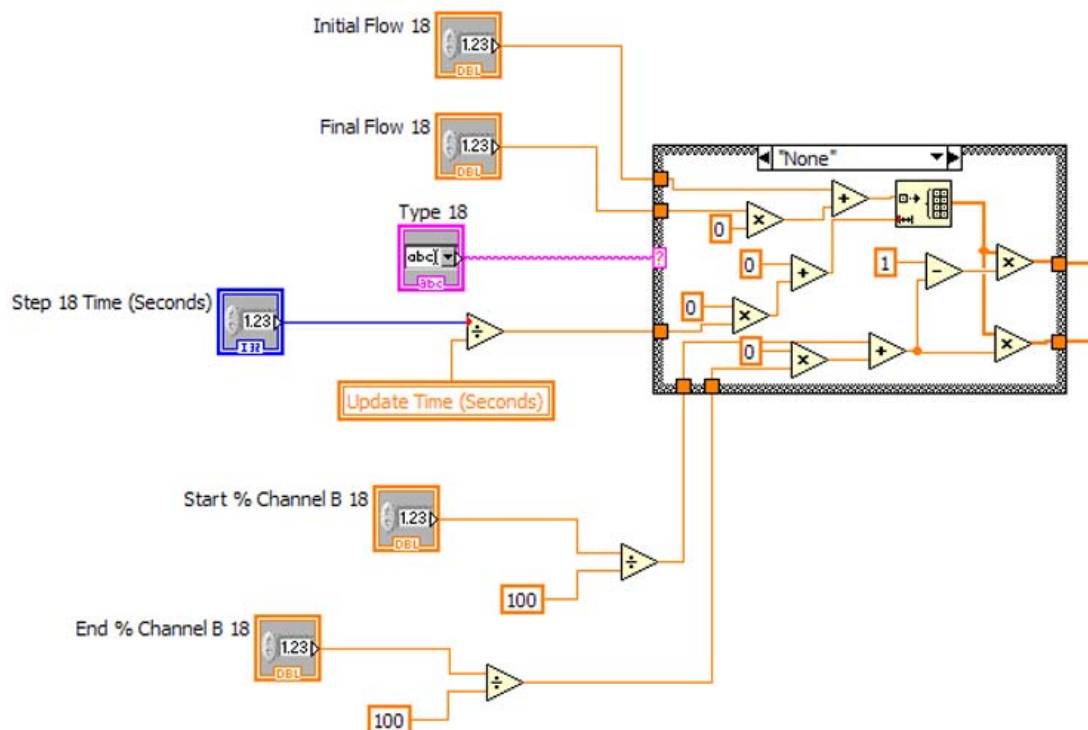 Initial Flow 18
1.23
DBL
Final Flow 18
1.23
DBL
"None"
Type 18
abc
abc
Step 18 Time (Seconds)
1.23
I32
÷
Update Time (Seconds)
?
0
×
+
0
+
1
−
×
0
×
0
×
+
×
Start % Channel B 18
1.23
DBL
100
÷
End % Channel B 18
1.23
DBL
100
÷